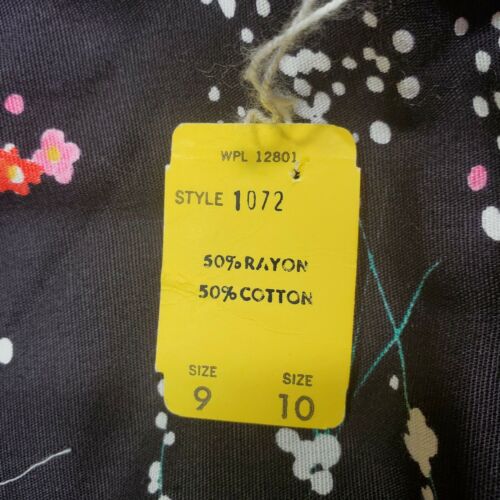 WPL 12801
STYLE 1072
50% RAYON
50% COTTON
SIZE SIZE
9 10